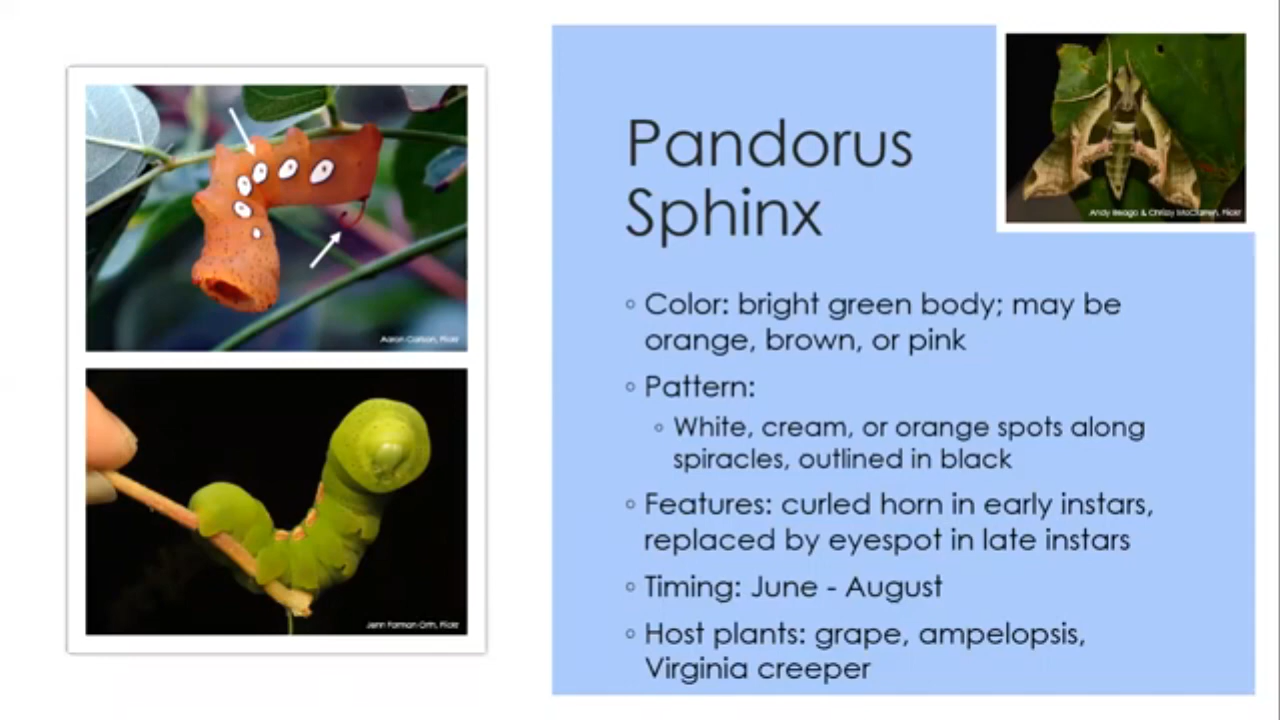 Pandorus
Sphinx
Andy Reago & Chrissy McClarren, Flickr
◦ Color: bright green body; may be
orange, brown, or pink
◦ Pattern:
◦ White, cream, or orange spots along
spiracles, outlined in black
◦ Features: curled horn in early instars,
replaced by eyespot in late instars
◦ Timing: June - August
◦ Host plants: grape, ampelopsis,
Virginia creeper
Aaron Carlson, Flickr
Jenn Forman Orth, Flickr